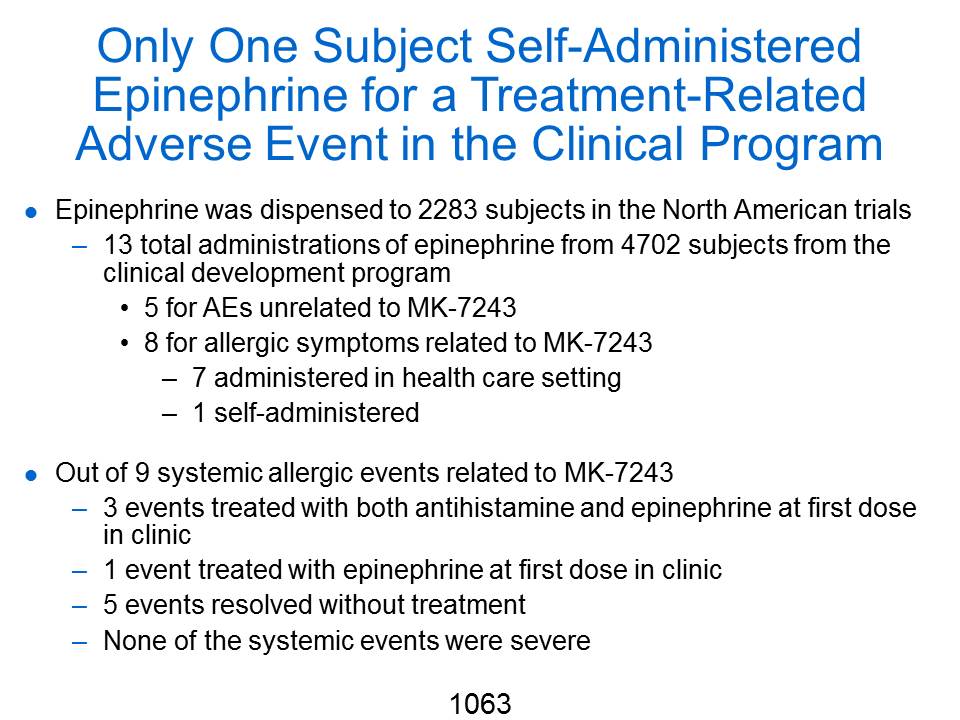 Only One Subject Self-Administered
Epinephrine for a Treatment-Related
Adverse Event in the Clinical Program
● Epinephrine was dispensed to 2283 subjects in the North American trials
– 13 total administrations of epinephrine from 4702 subjects from the
clinical development program
• 5 for AEs unrelated to MK-7243
• 8 for allergic symptoms related to MK-7243
– 7 administered in health care setting
– 1 self-administered
● Out of 9 systemic allergic events related to MK-7243
– 3 events treated with both antihistamine and epinephrine at first dose
in clinic
– 1 event treated with epinephrine at first dose in clinic
– 5 events resolved without treatment
– None of the systemic events were severe
1063